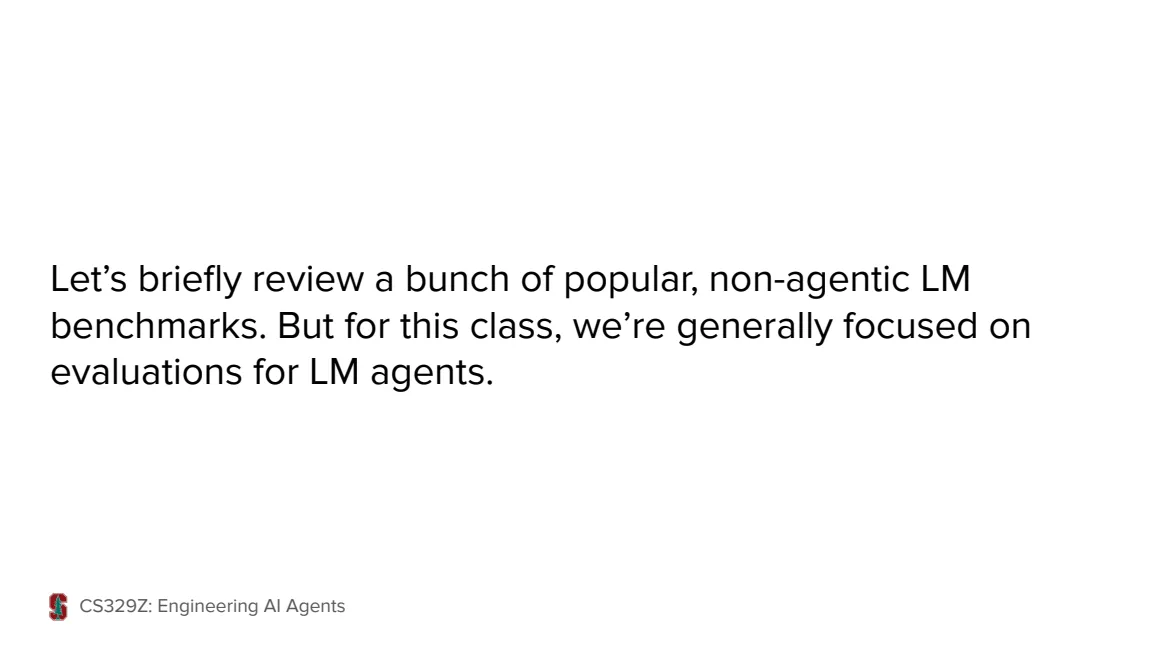 Let’s briefly review a bunch of popular, non-agentic LM
benchmarks. But for this class, we’re generally focused on
evaluations for LM agents.
CS329Z: Engineering AI Agents